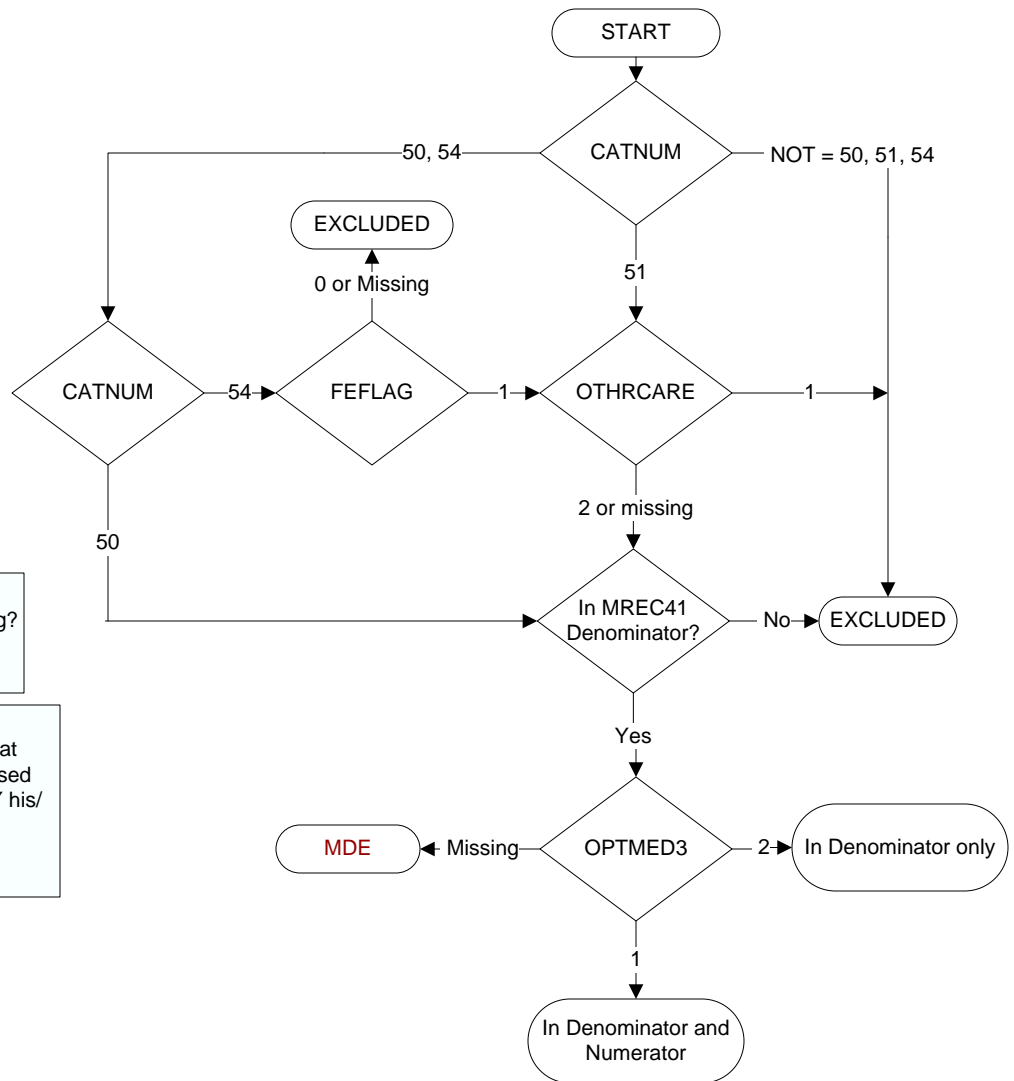 START
CATNUM
50, 54
NOT = 50, 51, 54
EXCLUDED
0 or Missing
51
CATNUM
54
FEFLAG
1
OTHRCARE
1
2 or missing
50
In MREC41
Denominator?
No
EXCLUDED
Yes
at
his/
MDE
Missing
OPTMED3
2
In Denominator only
1
In Denominator and
Numerator